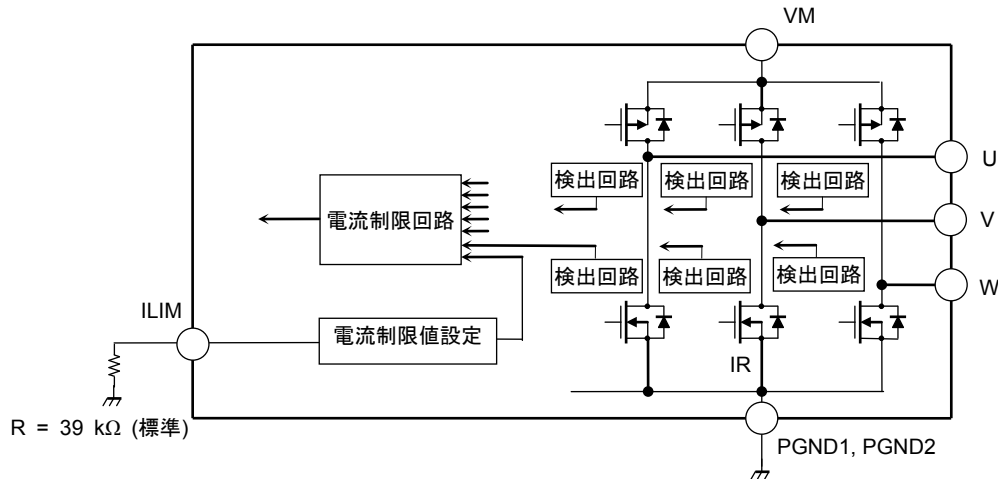 VM
U
検出回路
検出回路
検出回路
電流制限回路
V
検出回路
検出回路
検出回路
W
ILIM
電流制限値設定
IR
R = 39 kΩ (標準)
PGND1, PGND2